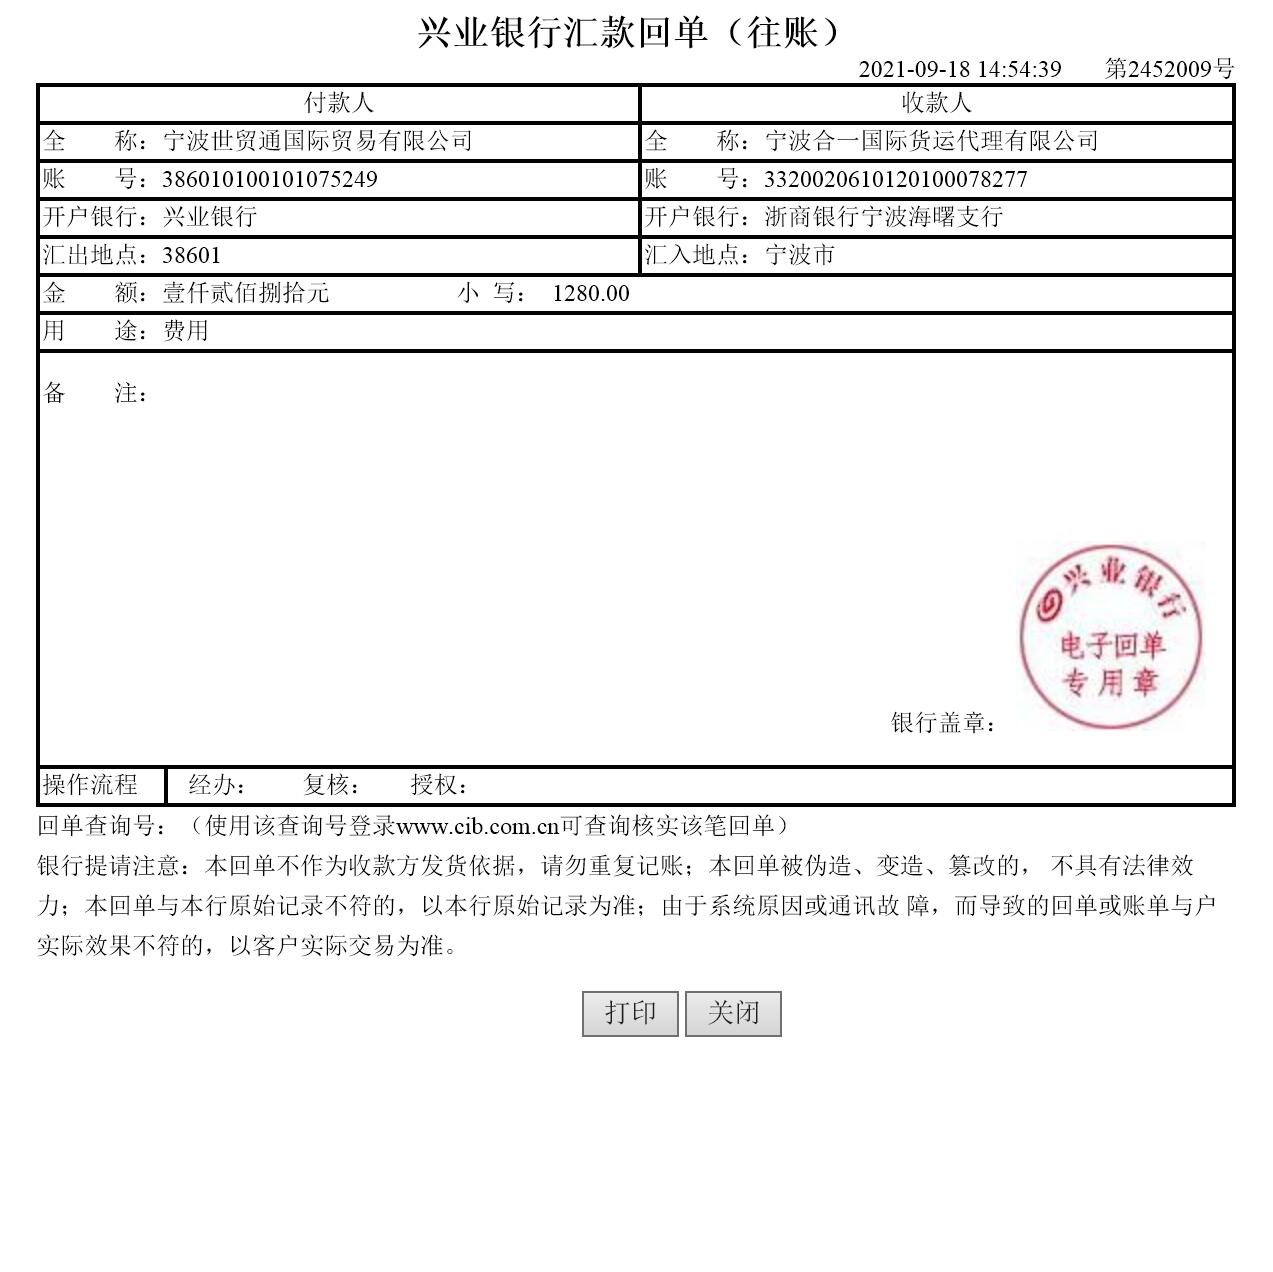 兴业银行汇款回单（往账）
2021-09-18 14:54:39 第2452009号
付款人 收款人
全 称：宁波世贸通国际贸易有限公司 全 称：宁波合一国际货运代理有限公司
账 号：386010100101075249 账 号：3320020610120100078277
开户银行：兴业银行 开户银行：浙商银行宁波海曙支行
汇出地点：38601 汇入地点：宁波市
金 额：壹仟贰佰捌拾元 小 写： 1280.00
用 途：费用
备 注：
兴业银行
电子回单
专用章
银行盖章：
操作流程 经办： 复核： 授权：
回单查询号：（使用该查询号登录www.cib.com.cn可查询核实该笔回单）
银行提请注意：本回单不作为收款方发货依据，请勿重复记账；本回单被伪造、变造、篡改的， 不具有法律效
力；本回单与本行原始记录不符的，以本行原始记录为准；由于系统原因或通讯故 障，而导致的回单或账单与户
实际效果不符的，以客户实际交易为准。
打印 关闭